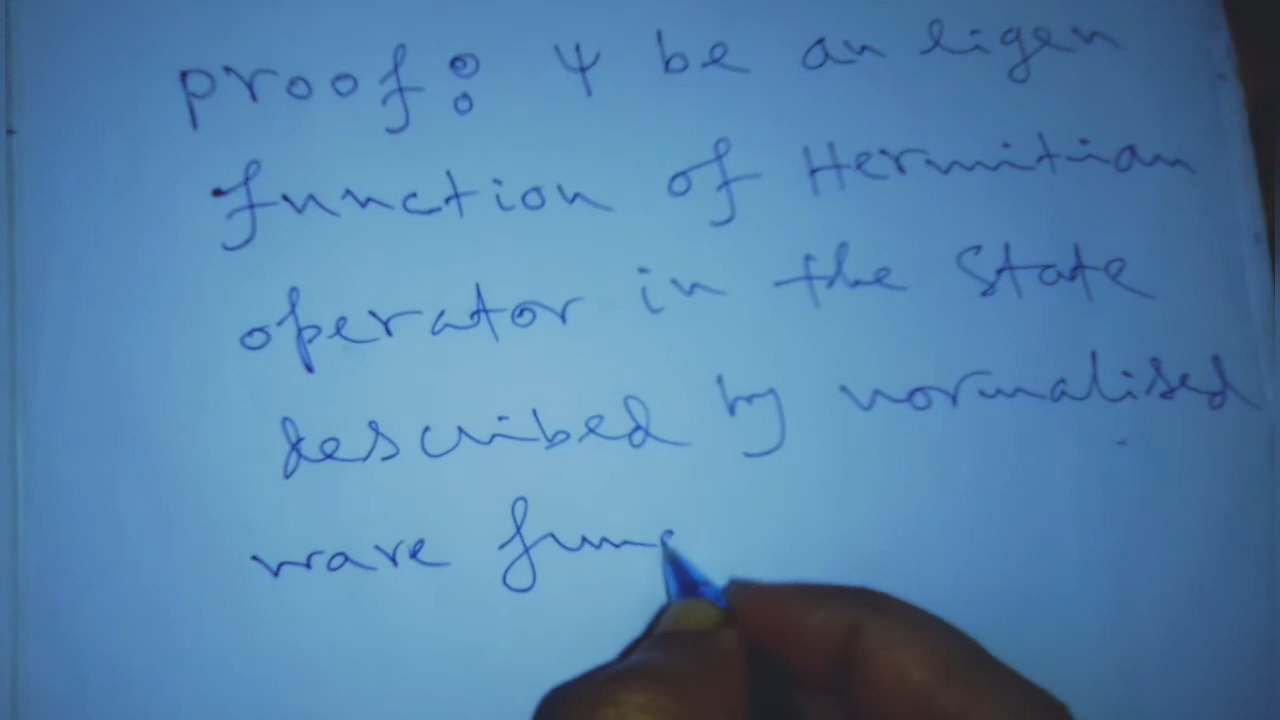 proof: ψ be an eigen
function of Hermitian
operator in the state
described by normalised
wave func